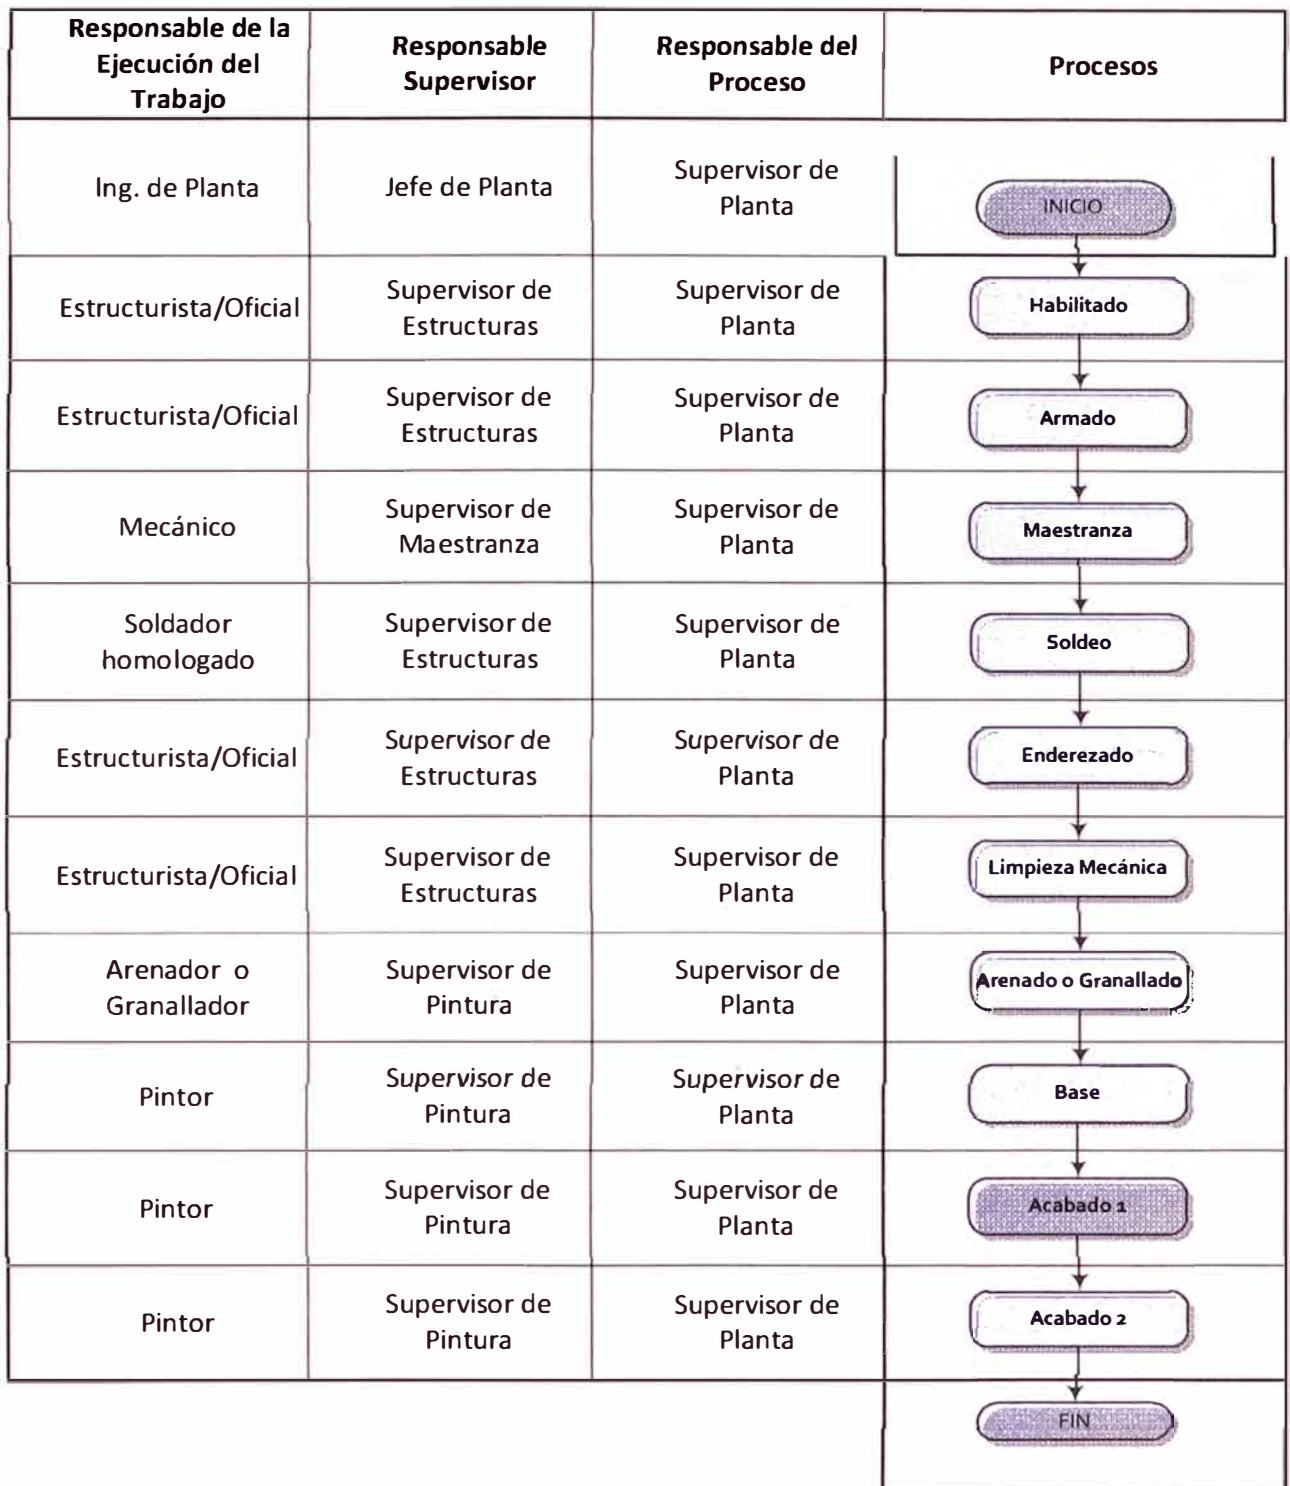 Responsable de la
Ejecución del
Trabajo
Responsable
Supervisor
Responsable del
Proceso
Procesos
Ing. de Planta
Jefe de Planta
Supervisor de
Planta
INICIO
Estructurista/Oficial
Supervisor de
Estructuras
Supervisor de
Planta
Habilitado
Estructurista/Oficial
Supervisor de
Estructuras
Supervisor de
Planta
Armado
Mecánico
Supervisor de
Maestranza
Supervisor de
Planta
Maestranza
Soldador
homologado
Supervisor de
Estructuras
Supervisor de
Planta
Soldeo
Estructurista/Oficial
Supervisor de
Estructuras
Supervisor de
Planta
Enderezado
Estructurista/Oficial
Supervisor de
Estructuras
Supervisor de
Planta
Limpieza Mecánica
Arenador o
Granallador
Supervisor de
Pintura
Supervisor de
Planta
Arenado o Granallado
Pintor
Supervisor de
Pintura
Supervisor de
Planta
Base
Pintor
Supervisor de
Pintura
Supervisor de
Planta
Acabado 1
Pintor
Supervisor de
Pintura
Supervisor de
Planta
Acabado 2
FIN